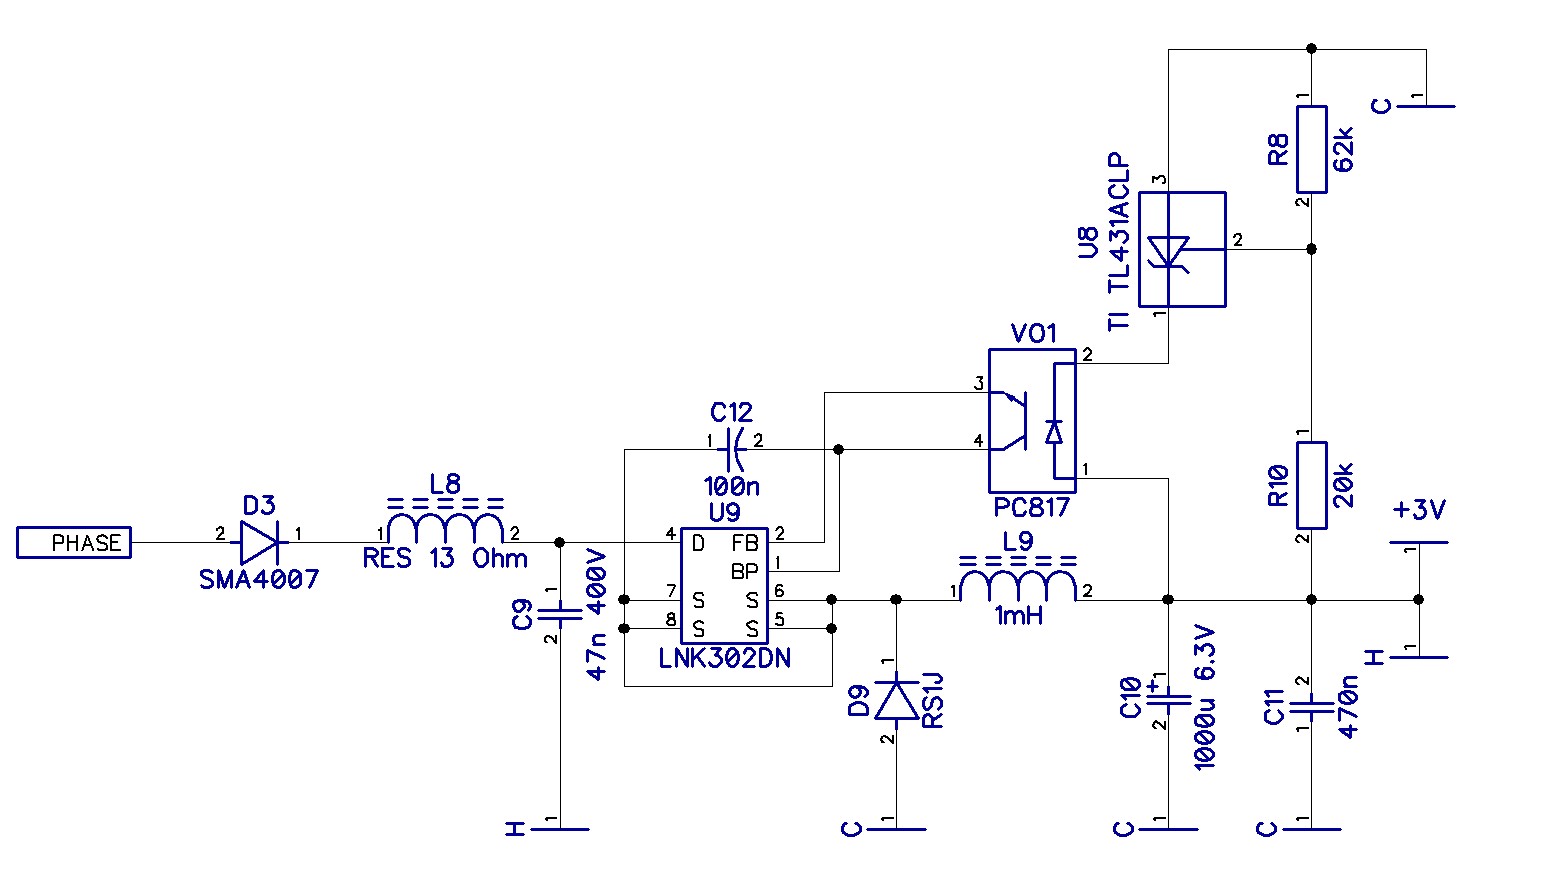 1
C
1
R8
62k
2
3
U8
TI TL431ACLP
2
1
VO1
2
3
4
1
PC817
1
R10
20k
2
C12
1
2
100n
U9
4
D
FB
2
BP
1
7
S
S
6
8
S
S
5
LNK302DN
PHASE
2
D3
1
SMA4007
L8
1
2
RES 13 Ohm
1
C9
2
47n 400V
L9
1
2
1mH
+3V
1
1
H
1
D9
RS1J
2
1
C10
+
2
1000u 6.3V
2
C11
1
470n
H
1
C
1
C
1
C
1